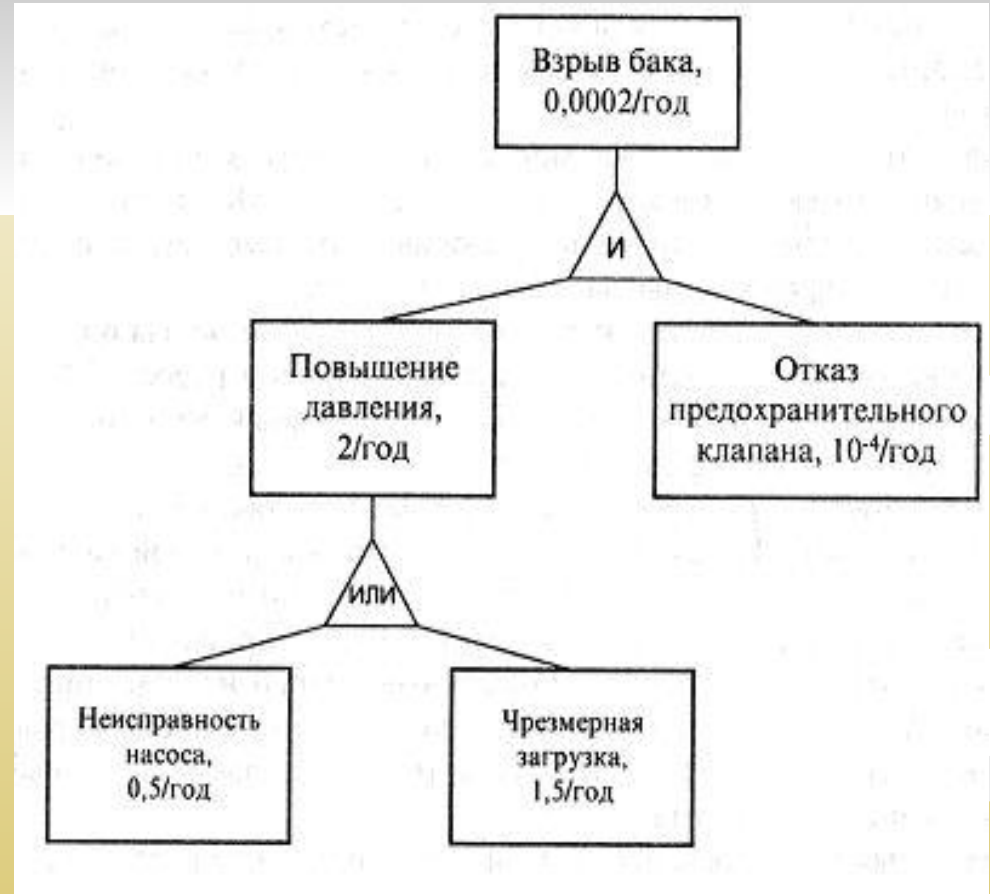 Взрыв бака,
0,0002/год
И
Повышение
давления,
2/год
Отказ
предохранительного
клапана, 10⁻⁴/год
ИЛИ
Неисправность
насоса,
0,5/год
Чрезмерная
загрузка,
1,5/год